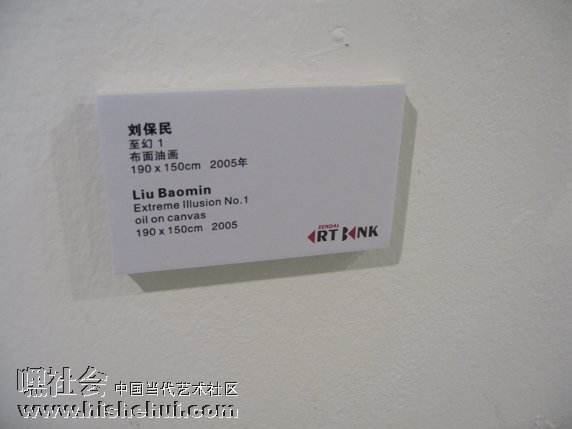 刘保民
至幻 1
布面油画
190 x 150cm 2005年
Liu Baomin
Extreme Illusion No.1
oil on canvas
190 x 150cm 2005
ZENDAI
ART BANK
嘿社会 中国当代艺术社区
www.hishehui.com